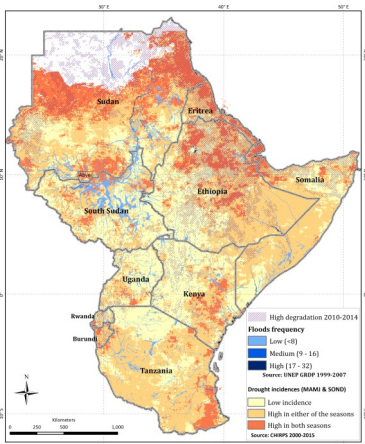 30° E
40° E
50° E
Sudan
Eritrea
Abyei
Ethiopia
Somalia
South Sudan
Uganda
Kenya
Rwanda
Burundi
Tanzania
N
Kilometers
0 250 500 1,000
High degradation 2010-2014
Floods frequency
Low (<8)
Medium (9 - 16)
High (17 - 32)
Source: UNEP GRDP 1999-2007
Drought incidences (MAMJ & SOND)
Low incidence
High in either of the seasons
High in both seasons
Source: CHIRPS 2000-2015